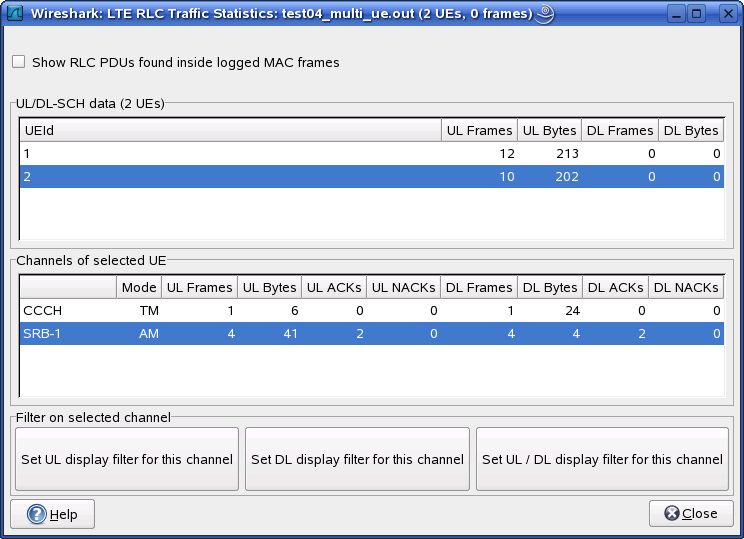 Wireshark: LTE RLC Traffic Statistics: test04_multi_ue.out (2 UEs, 0 frames)
Show RLC PDUs found inside logged MAC frames
UL/DL-SCH data (2 UEs)
UEId UL Frames UL Bytes DL Frames DL Bytes
1 12 213 0 0
2 10 202 0 0
Channels of selected UE
Mode UL Frames UL Bytes UL ACKs UL NACKs DL Frames DL Bytes DL ACKs DL NACKs
CCCH TM 1 6 0 0 1 24 0 0
SRB-1 AM 4 41 2 0 4 4 2 0
Filter on selected channel
Set UL display filter for this channel Set DL display filter for this channel Set UL / DL display filter for this channel
Help Close